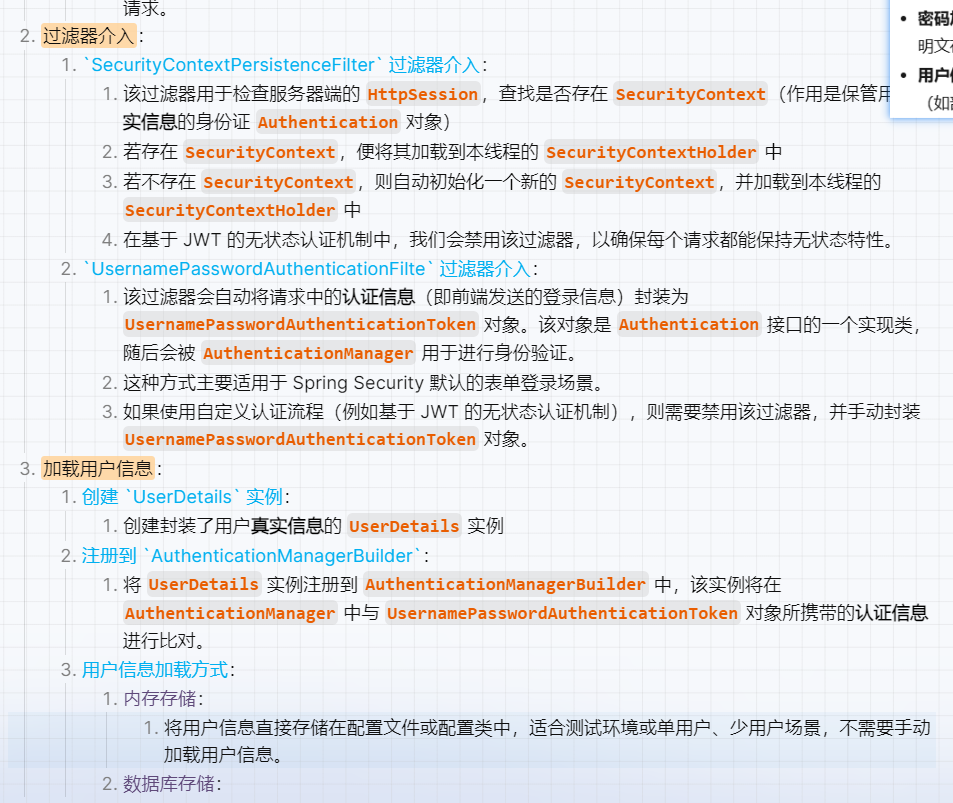 请求。
2. 过滤器介入：
1. `SecurityContextPersistenceFilter` 过滤器介入：
1. 该过滤器用于检查服务器端的 HttpSession，查找是否存在 SecurityContext（作用是保管用
实信息的身份证 Authentication 对象）
2. 若存在 SecurityContext，便将其加载到本线程的 SecurityContextHolder 中
3. 若不存在 SecurityContext，则自动初始化一个新的 SecurityContext，并加载到本线程的
SecurityContextHolder 中
4. 在基于 JWT 的无状态认证机制中，我们会禁用该过滤器，以确保每个请求都能保持无状态特性。
2. `UsernamePasswordAuthenticationFilte` 过滤器介入：
1. 该过滤器会自动将请求中的认证信息（即前端发送的登录信息）封装为
UsernamePasswordAuthenticationToken 对象。该对象是 Authentication 接口的一个实现类，
随后会被 AuthenticationManager 用于进行身份验证。
2. 这种方式主要适用于 Spring Security 默认的表单登录场景。
3. 如果使用自定义认证流程（例如基于 JWT 的无状态认证机制），则需要禁用该过滤器，并手动封装
UsernamePasswordAuthenticationToken 对象。
3. 加载用户信息：
1. 创建 `UserDetails` 实例：
1. 创建封装了用户真实信息的 UserDetails 实例
2. 注册到 `AuthenticationManagerBuilder`：
1. 将 UserDetails 实例注册到 AuthenticationManagerBuilder 中，该实例将在
AuthenticationManager 中与 UsernamePasswordAuthenticationToken 对象所携带的认证信息
进行比对。
3. 用户信息加载方式：
1. 内存存储：
1. 将用户信息直接存储在配置文件或配置类中，适合测试环境或单用户、少用户场景，不需要手动
加载用户信息。
2. 数据库存储：
• 密码
明文
• 用户
（如